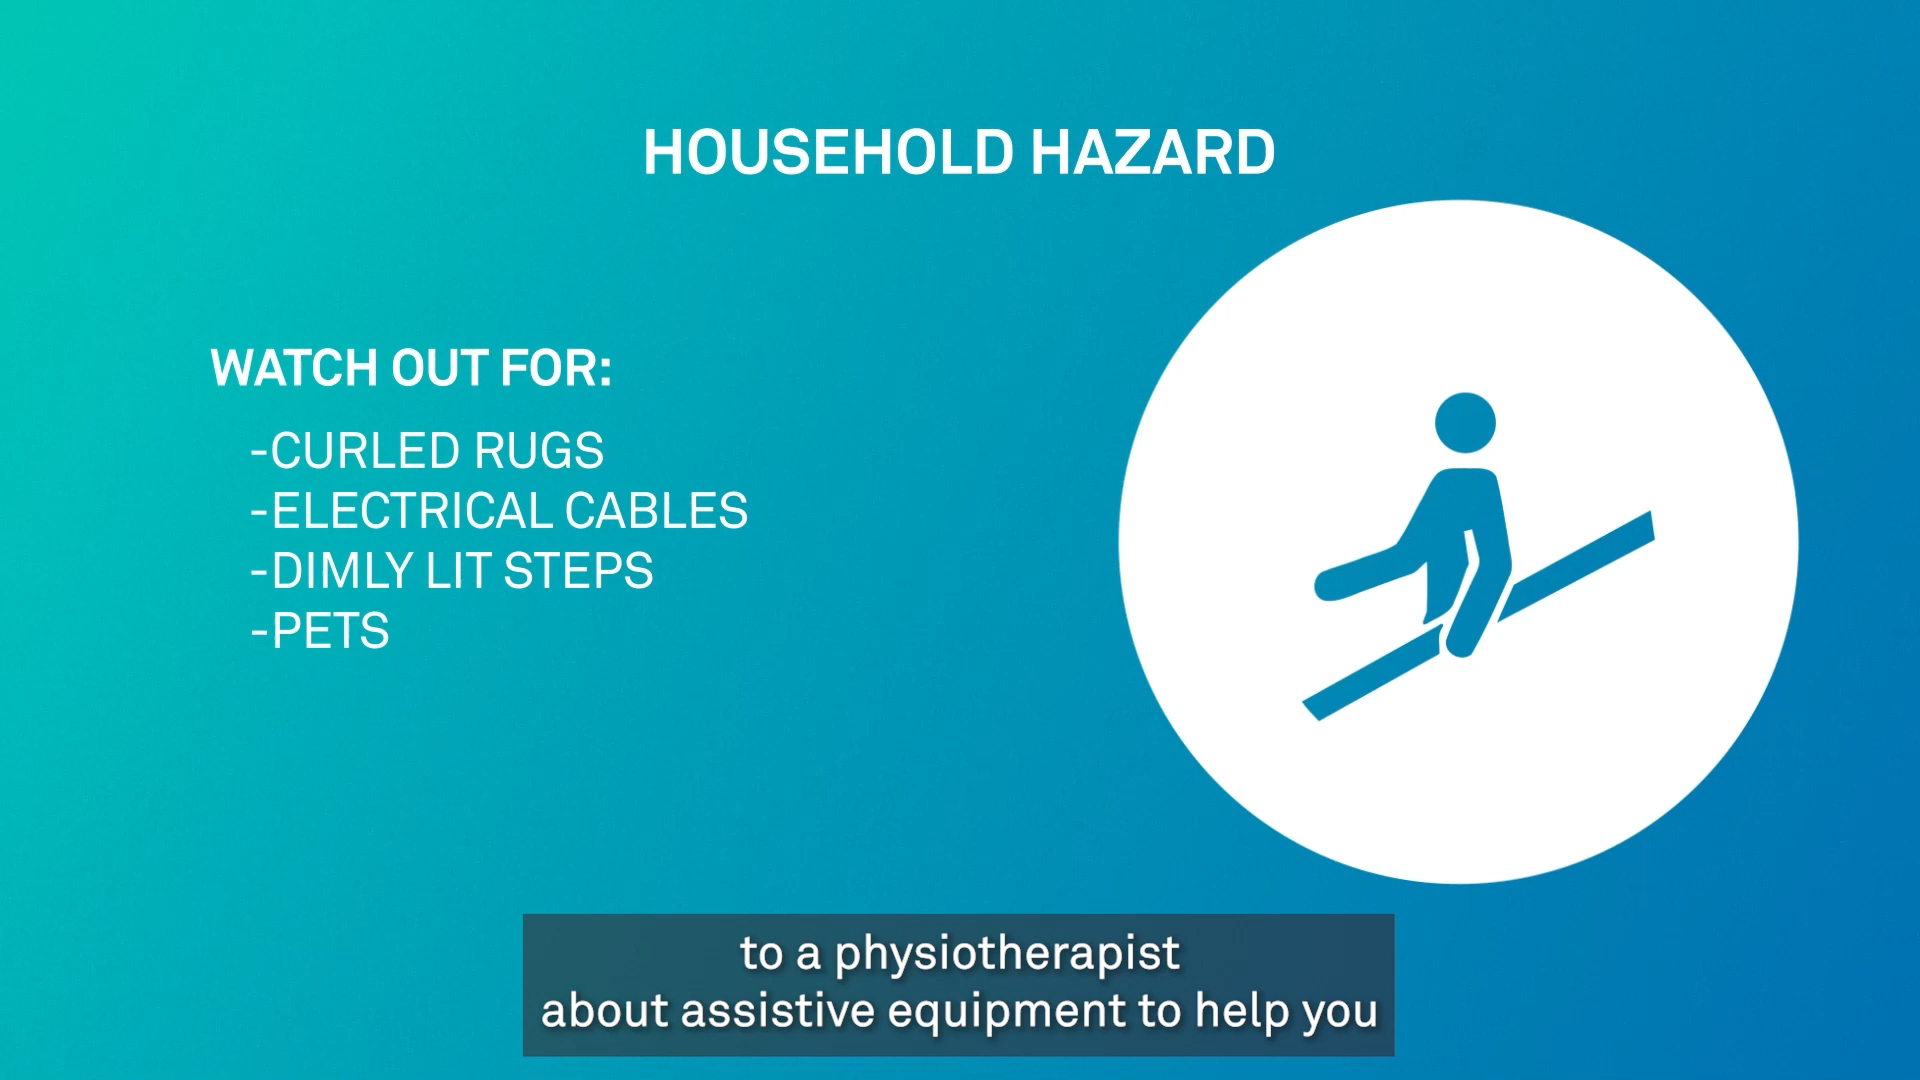 HOUSEHOLD HAZARD
WATCH OUT FOR:
-CURLED RUGS
-ELECTRICAL CABLES
-DIMLY LIT STEPS
-PETS
to a physiotherapist
about assistive equipment to help you